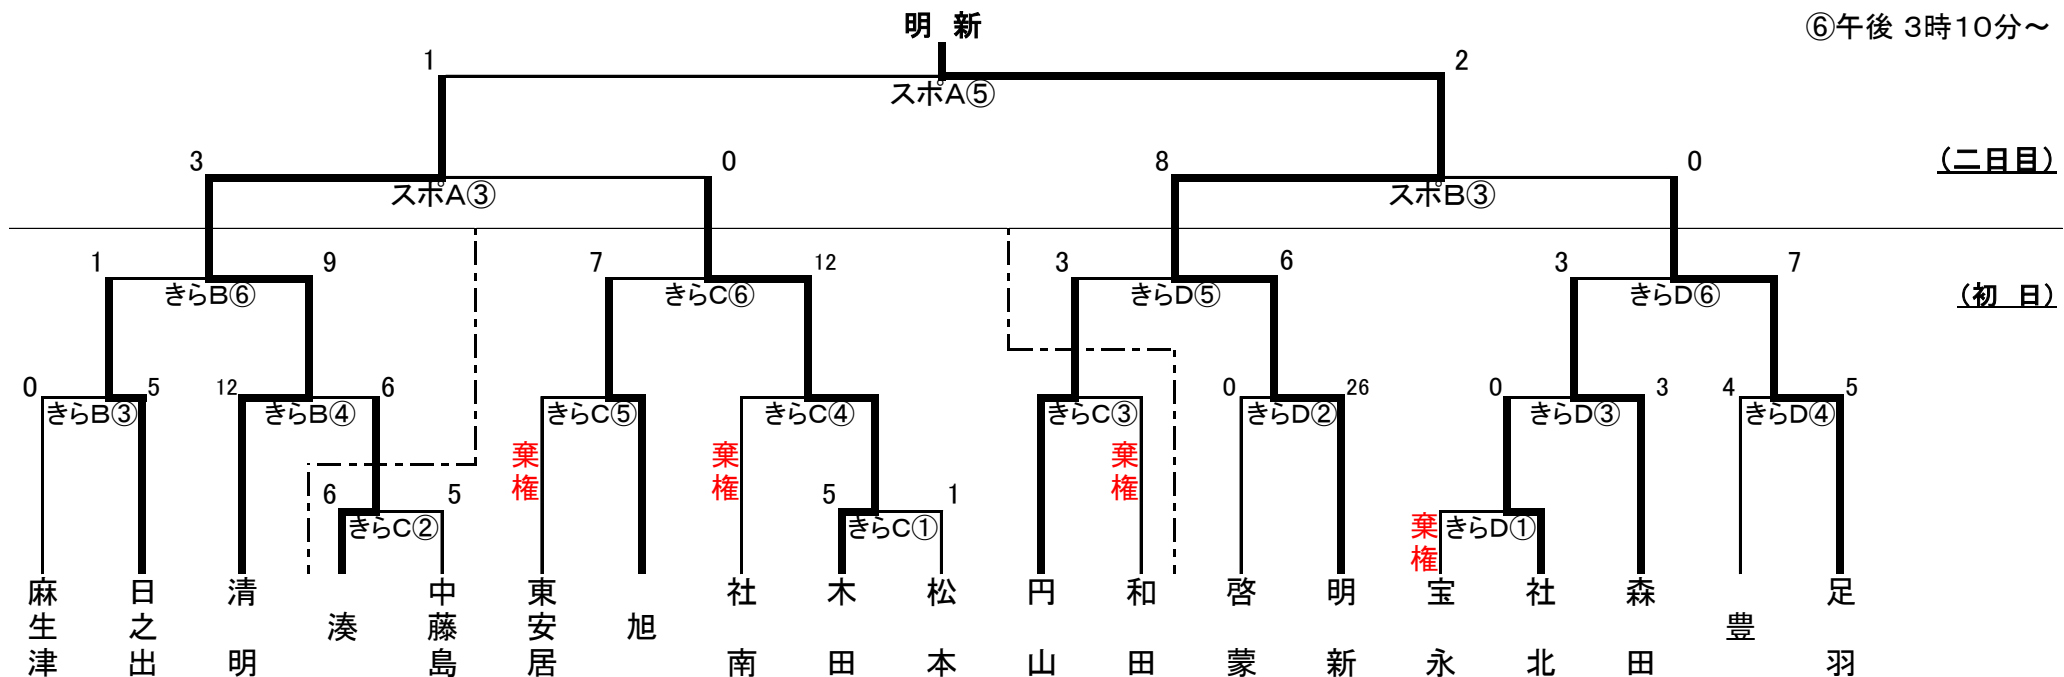 明 新
⑥午後 3時10分～
1
2
スポA⑤
3
0
8
0
(二日目)
スポA③
スポB③
1
9
7
12
3
6
3
7
きらB⑥
きらC⑥
きらD⑤
きらD⑥
(初 日)
0
5
12
6
0
26
0
3
4
5
きらB③
きらB④
きらC⑤
きらC④
きらC③
きらD②
きらD③
きらD④
棄権
棄権
棄権
6
5
5
1
きらC②
きらC①
棄権
きらD①
麻生津
日之出
清明
湊
中藤島
東安居
旭
社南
木田
松本
円山
和田
啓蒙
明新
宝永
社北
森田
豊
足羽